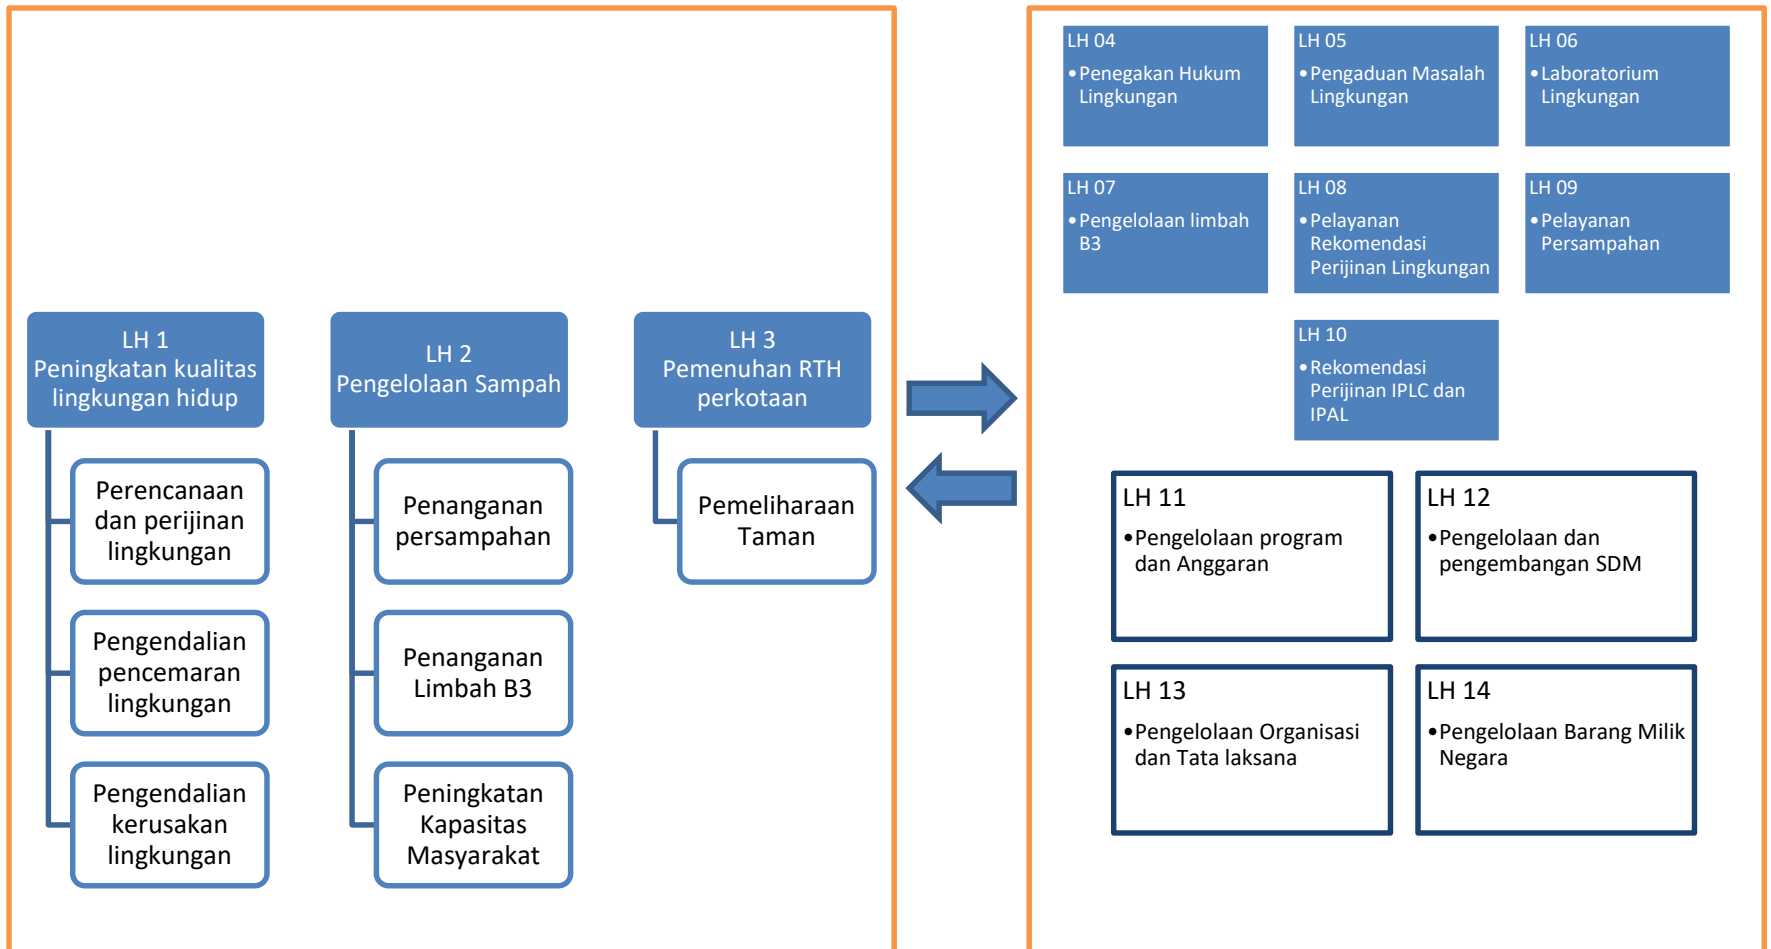 LH 1
Peningkatan kualitas
lingkungan hidup
Perencanaan
dan perijinan
lingkungan
Pengendalian
pencemaran
lingkungan
Pengendalian
kerusakan
lingkungan
LH 2
Pengelolaan Sampah
Penanganan
persampahan
Penanganan
Limbah B3
Peningkatan
Kapasitas
Masyarakat
LH 3
Pemenuhan RTH
perkotaan
Pemeliharaan
Taman
LH 04
•Penegakan Hukum
Lingkungan
LH 05
•Pengaduan Masalah
Lingkungan
LH 06
•Laboratorium
Lingkungan
LH 07
•Pengelolaan limbah
B3
LH 08
•Pelayanan
Rekomendasi
Perijinan Lingkungan
LH 09
•Pelayanan
Persampahan
LH 10
•Rekomendasi
Perijinan IPLC dan
IPAL
LH 11
•Pengelolaan program
dan Anggaran
LH 12
•Pengelolaan dan
pengembangan SDM
LH 13
•Pengelolaan Organisasi
dan Tata laksana
LH 14
•Pengelolaan Barang Milik
Negara